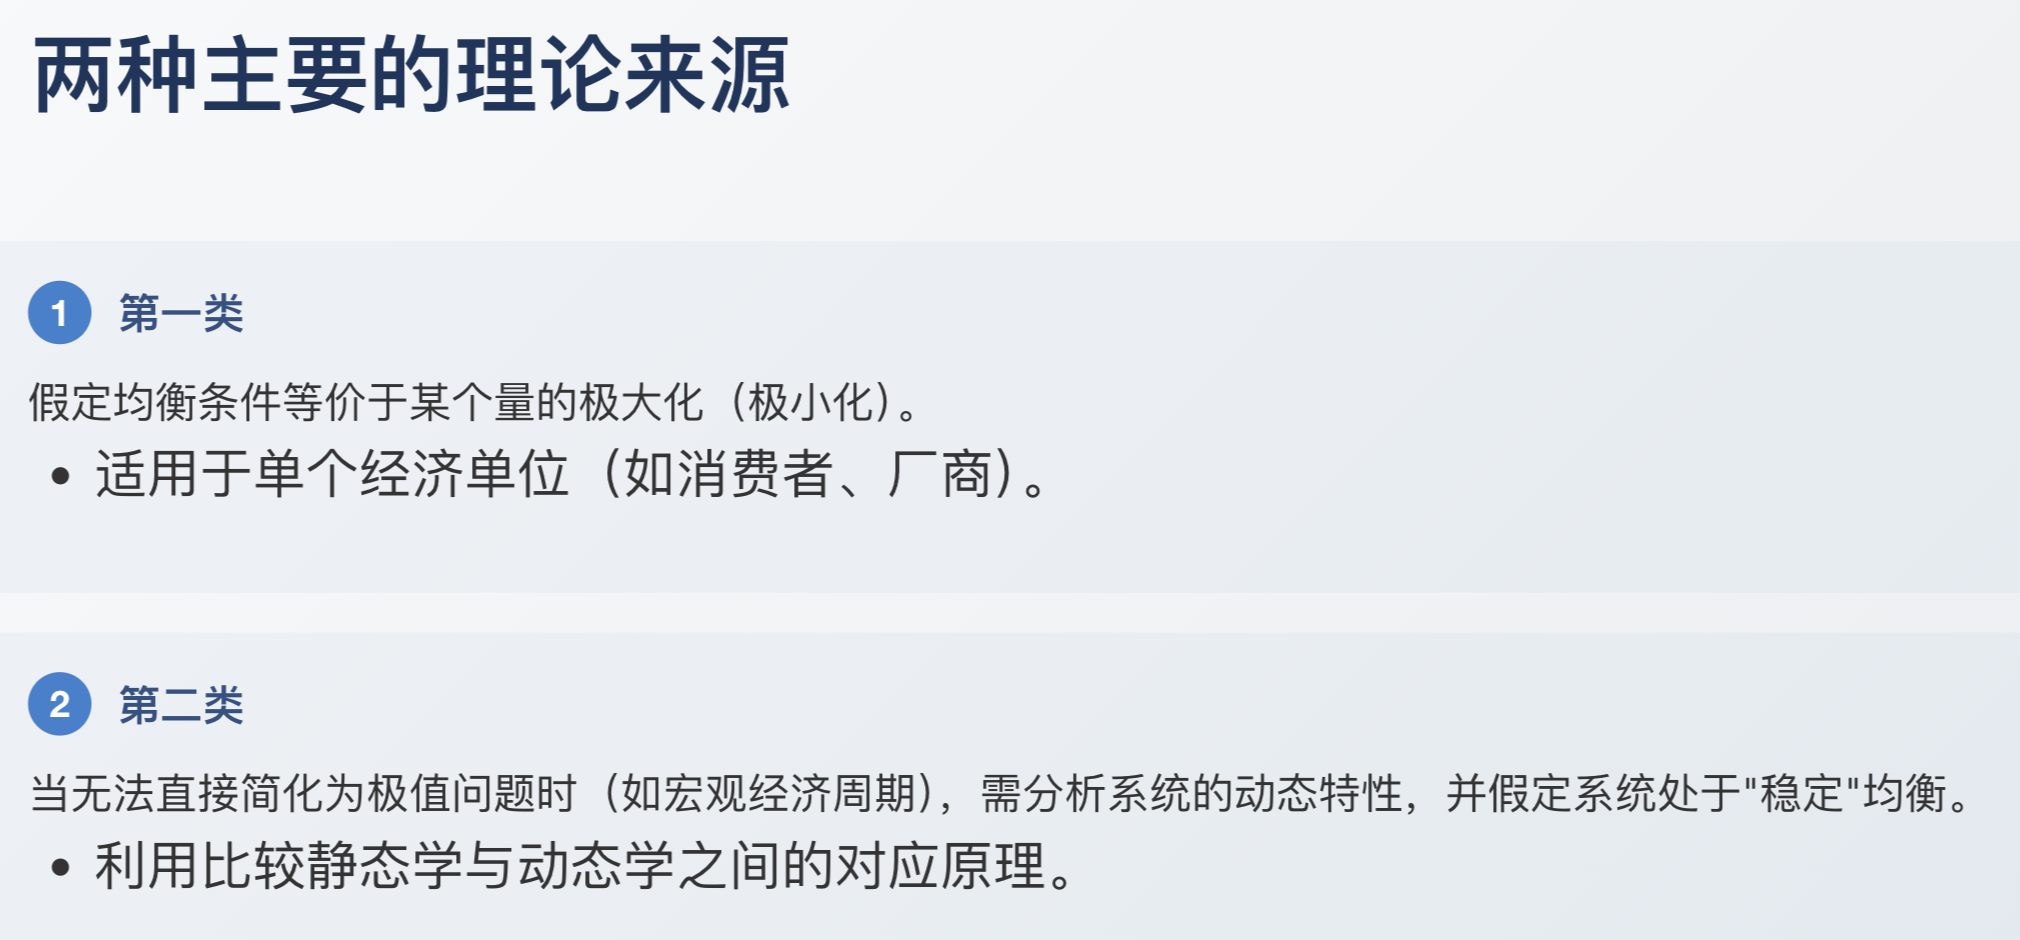 两种主要的理论来源
1 第一类
假定均衡条件等价于某个量的极大化（极小化）。
• 适用于单个经济单位（如消费者、厂商）。
2 第二类
当无法直接简化为极值问题时（如宏观经济周期），需分析系统的动态特性，并假定系统处于"稳定"均衡。
• 利用比较静态学与动态学之间的对应原理。